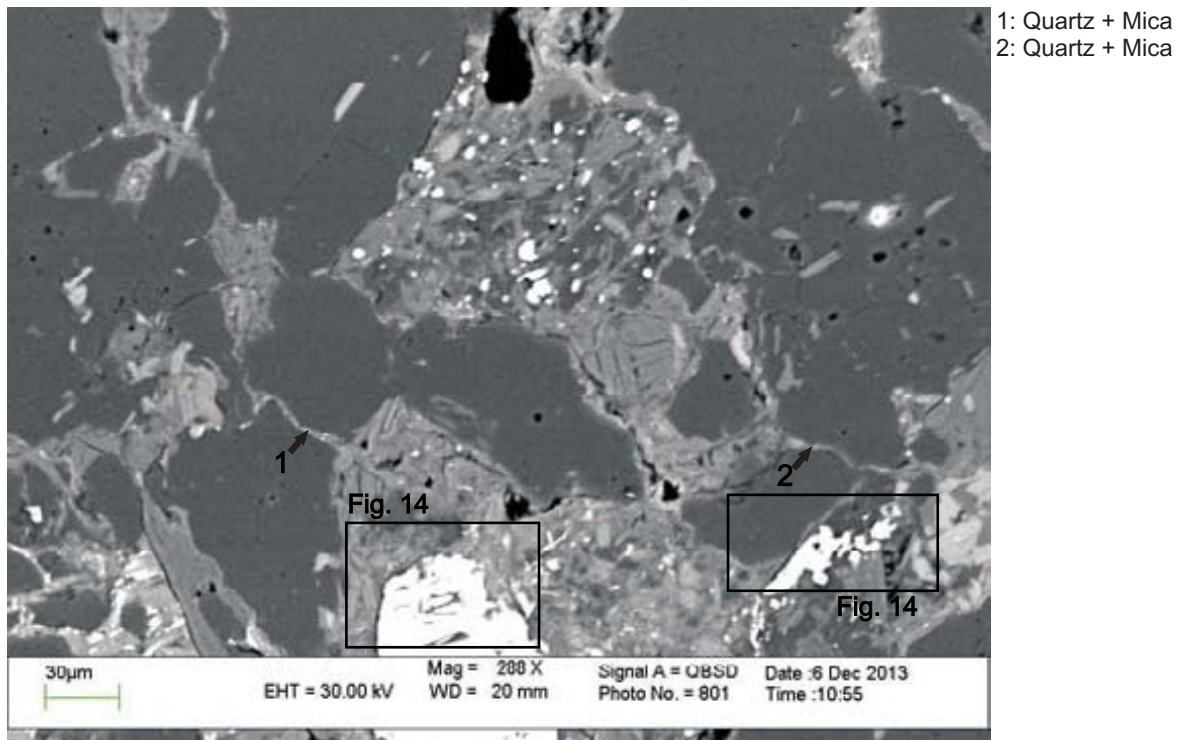 1: Quartz + Mica
2: Quartz + Mica
1
2
Fig. 14
Fig. 14
30µm
EHT = 30.00 kV
Mag = 288 X
WD = 20 mm
Signal A = QBSD
Photo No. = 801
Date :6 Dec 2013
Time :10:55